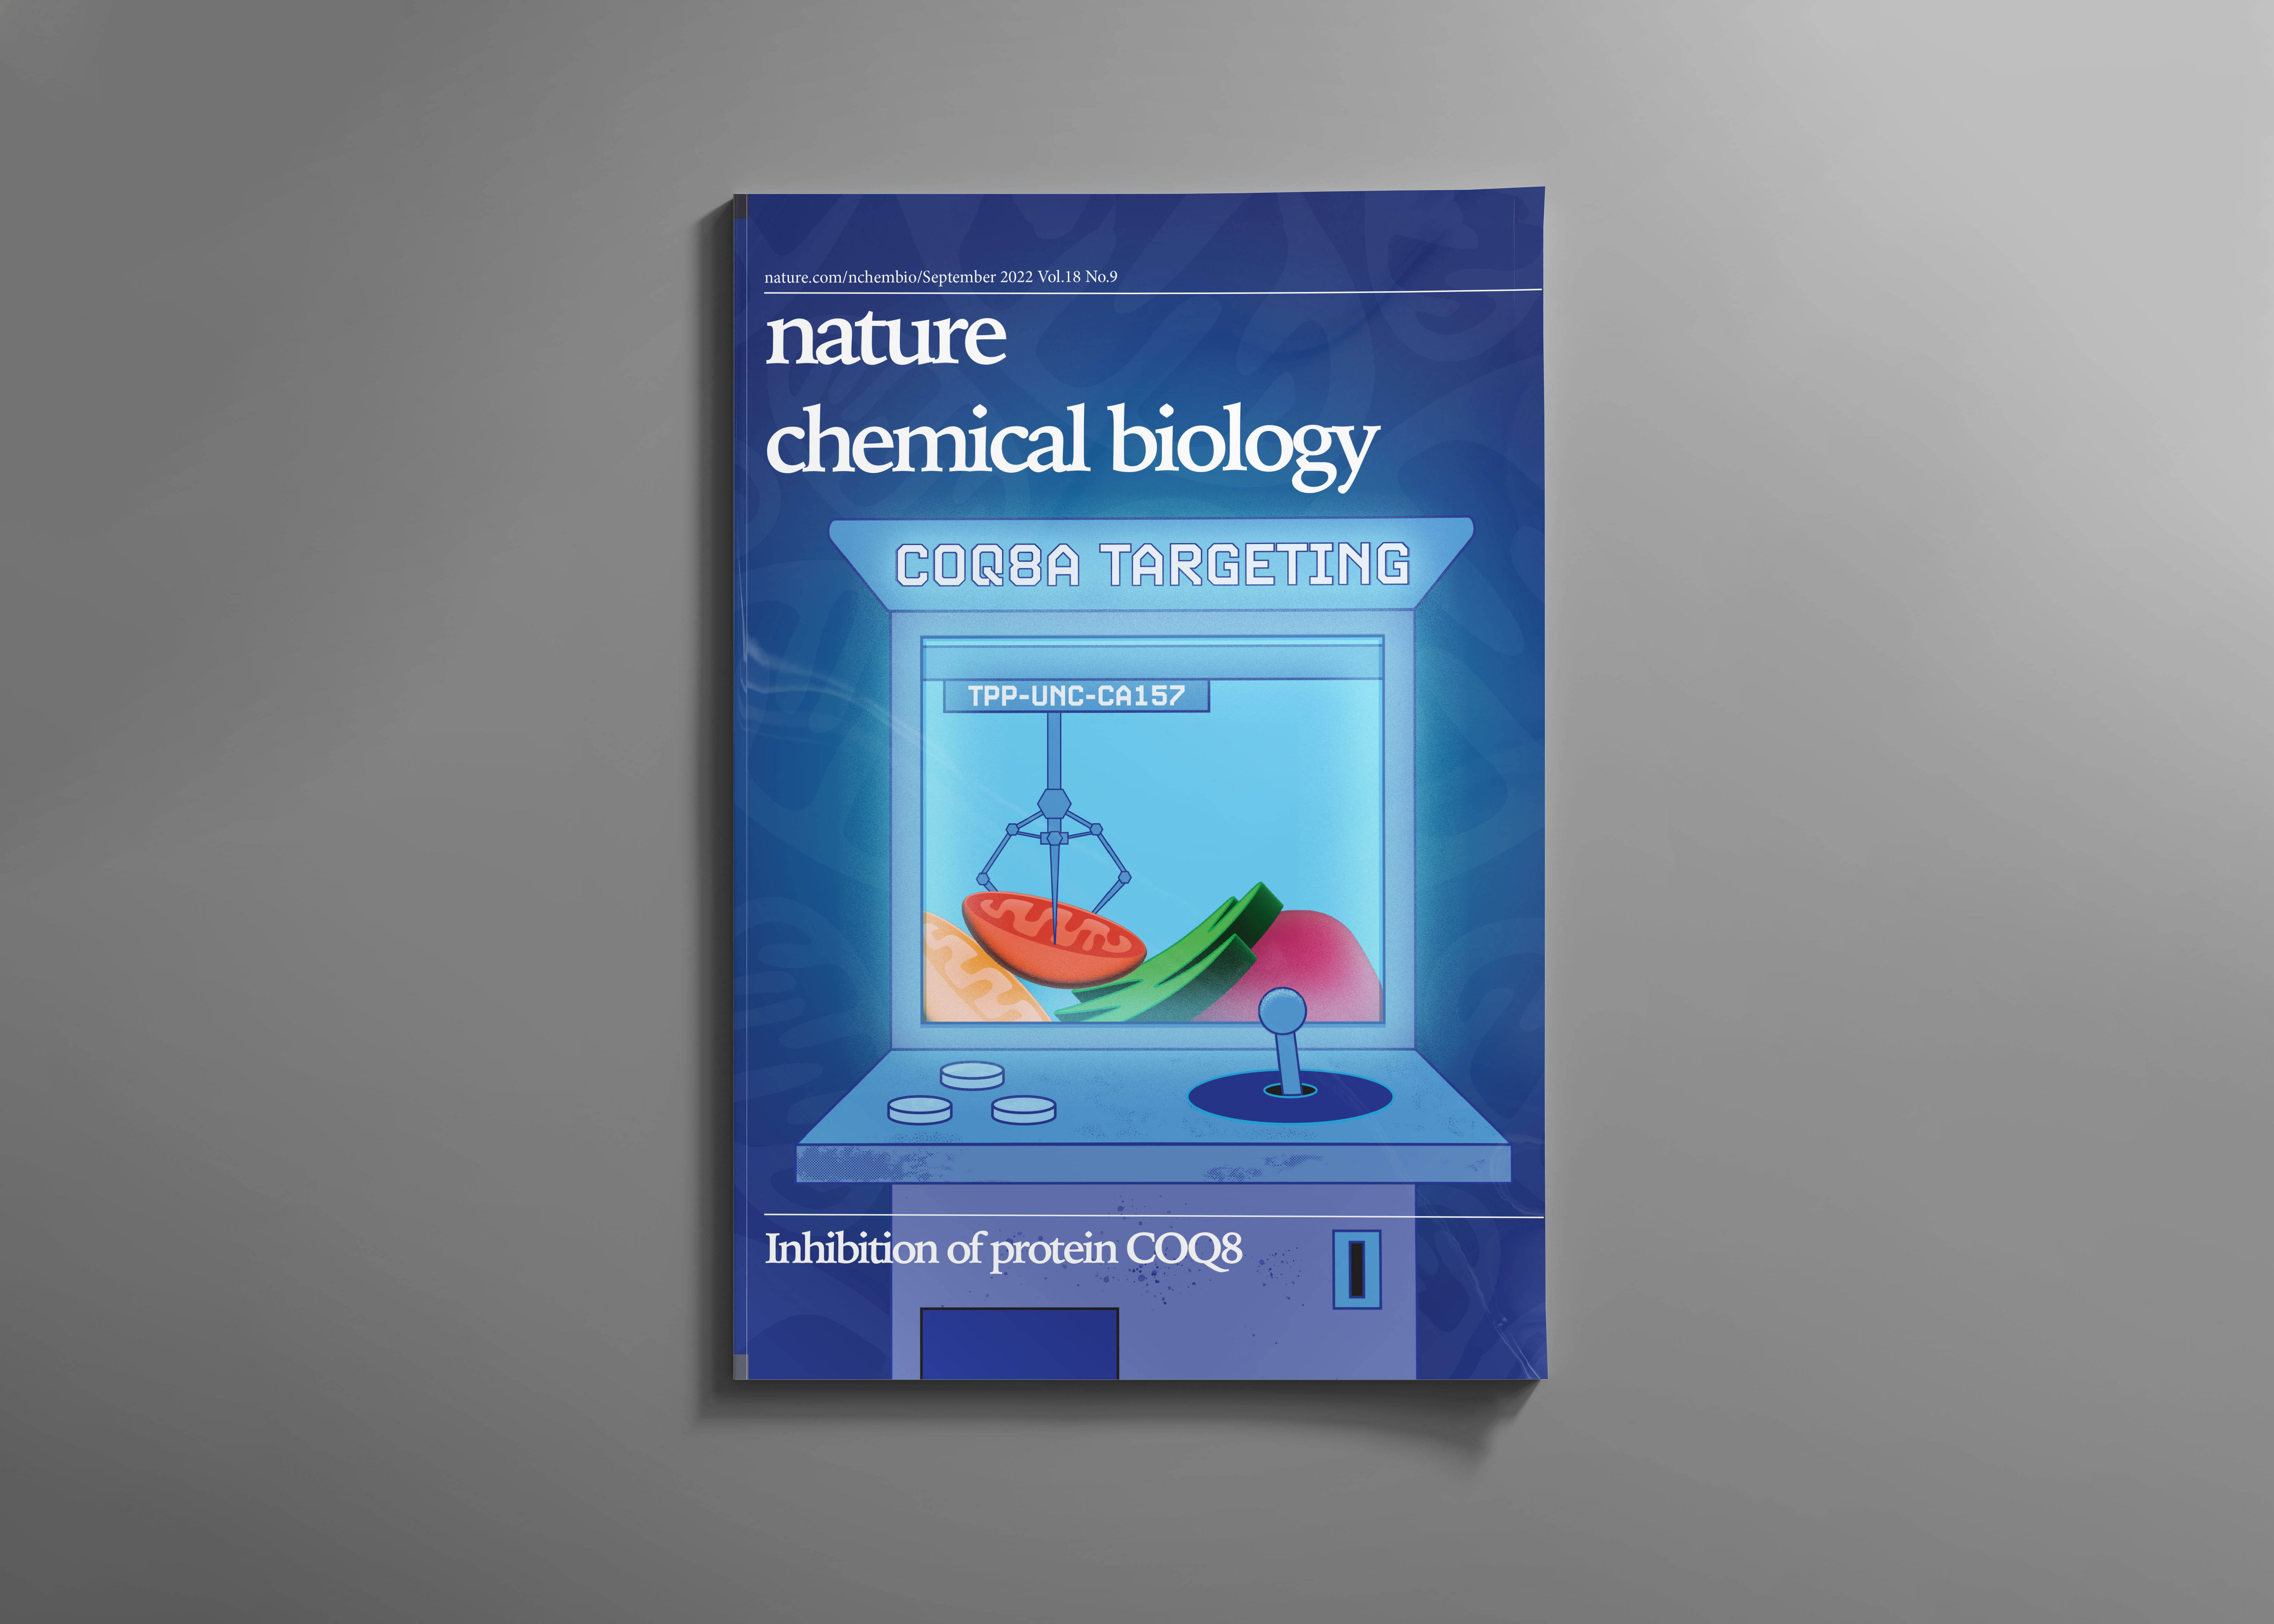 nature.com/nchembio/September 2022 Vol.18 No.9
nature
chemical biology
COQ8A TARGETING
TPP-UNC-CA157
Inhibition of protein COQ8